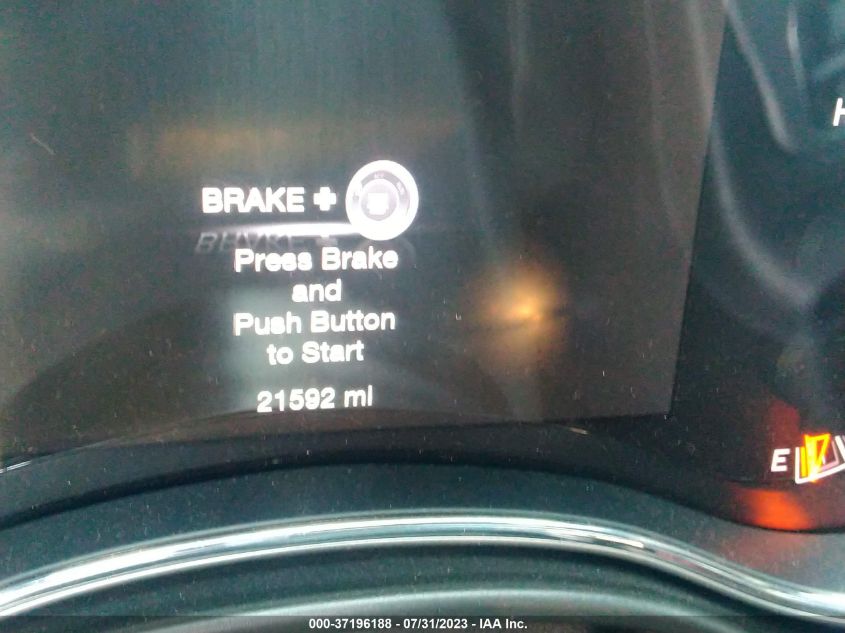 BRAKE +
Press Brake
and
Push Button
to Start
21592 mi
H
E
000-37196188 - 07/31/2023 - IAA Inc.